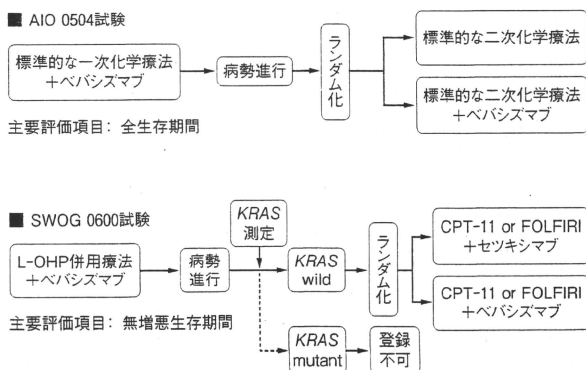 ■ AIO 0504試験
標準的な一次化学療法
＋ベバシズマブ
病勢進行
ランダム化
標準的な二次化学療法
標準的な二次化学療法
＋ベバシズマブ
主要評価項目：全生存期間
■ SWOG 0600試験
L-OHP併用療法
＋ベバシズマブ
病勢
進行
KRAS
測定
KRAS
wild
ランダム化
CPT-11 or FOLFIRI
＋セツキシマブ
CPT-11 or FOLFIRI
＋ベバシズマブ
主要評価項目：無増悪生存期間
KRAS
mutant
登録
不可